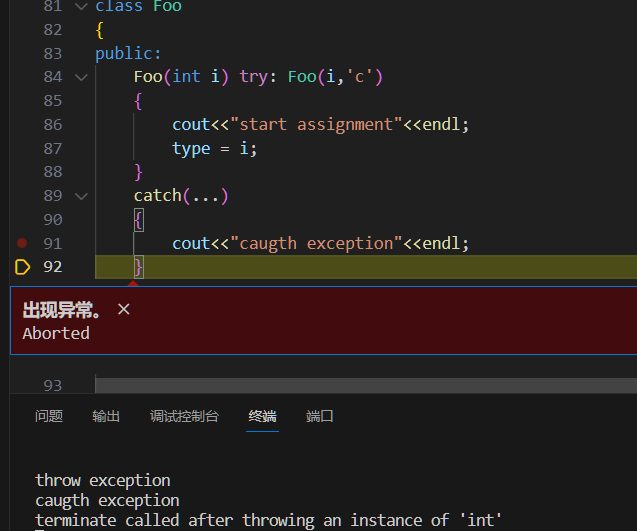 81 class Foo
82 {
83 public:
84 Foo(int i) try: Foo(i,'c')
85 {
86 cout<<"start assignment"<<endl;
87 type = i;
88 }
89 catch(...)
90 {
91 cout<<"caugth exception"<<endl;
92 }
出现异常。 ×
Aborted
93
问题 输出 调试控制台 终端 端口
throw exception
caugth exception
terminate called after throwing an instance of 'int'